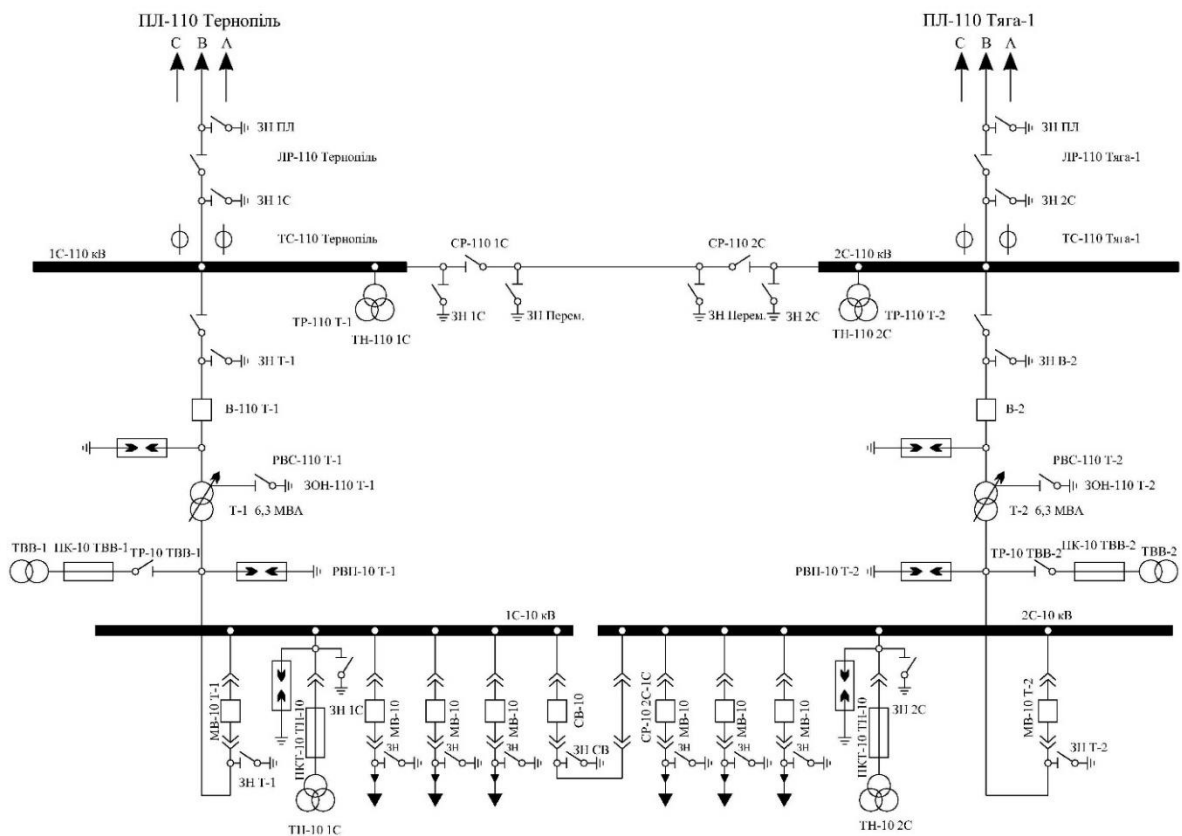 ПЛ-110 Тернопіль
ПЛ-110 Тяга-1
С В А
С В А
ЗН ПЛ
ЗН ПЛ
ЛР-110 Тернопіль
ЛР-110 Тяга-1
ЗН 1С
ЗН 2С
ТС-110 Тернопіль
ТС-110 Тяга-1
1С-110 кВ
СР-110 1С
СР-110 2С
2С-110 кВ
ЗН 1С
ЗН Перем.
ЗН Перем.
ЗН 2С
ТР-110 Т-1
ТН-110 1С
ТР-110 Т-2
ТН-110 2С
ЗН Т-1
ЗН В-2
В-110 Т-1
В-2
РВС-110 Т-1
РВС-110 Т-2
ЗОН-110 Т-1
ЗОН-110 Т-2
Т-1 6,3 МВА
Т-2 6,3 МВА
ТВВ-1
ПК-10 ТВВ-1
ТР-10 ТВВ-1
ТР-10 ТВВ-2
ПК-10 ТВВ-2
ТВВ-2
РВП-10 Т-1
РВП-10 Т-2
1С-10 кВ
2С-10 кВ
МВ-10 Т-1
ЗН Т-1
ПКТ-10 ТН-10
ЗН 1С
ТН-10 1С
МВ-10
ЗН
МВ-10
ЗН
МВ-10
ЗН
СВ-10
ЗН СВ
СР-10 2С-1С
МВ-10
ЗН
МВ-10
ЗН
МВ-10
ЗН
ПКТ-10 ТН-10
ЗН 2С
ТН-10 2С
МВ-10 Т-2
ЗН Т-2